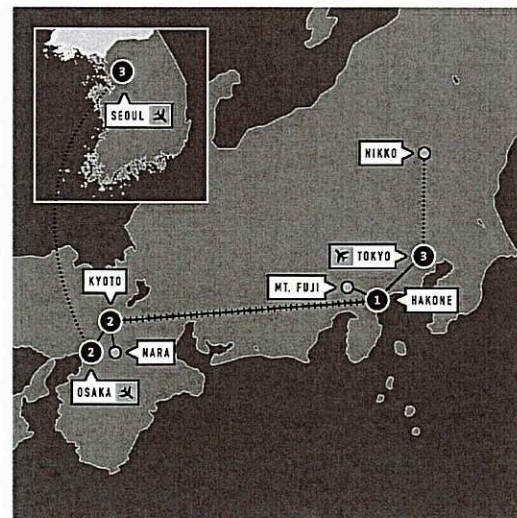 3
SEOUL
NIKKO
TOKYO
3
KYOTO
MT. FUJI
1
HAKONE
2
2
NARA
OSAKA